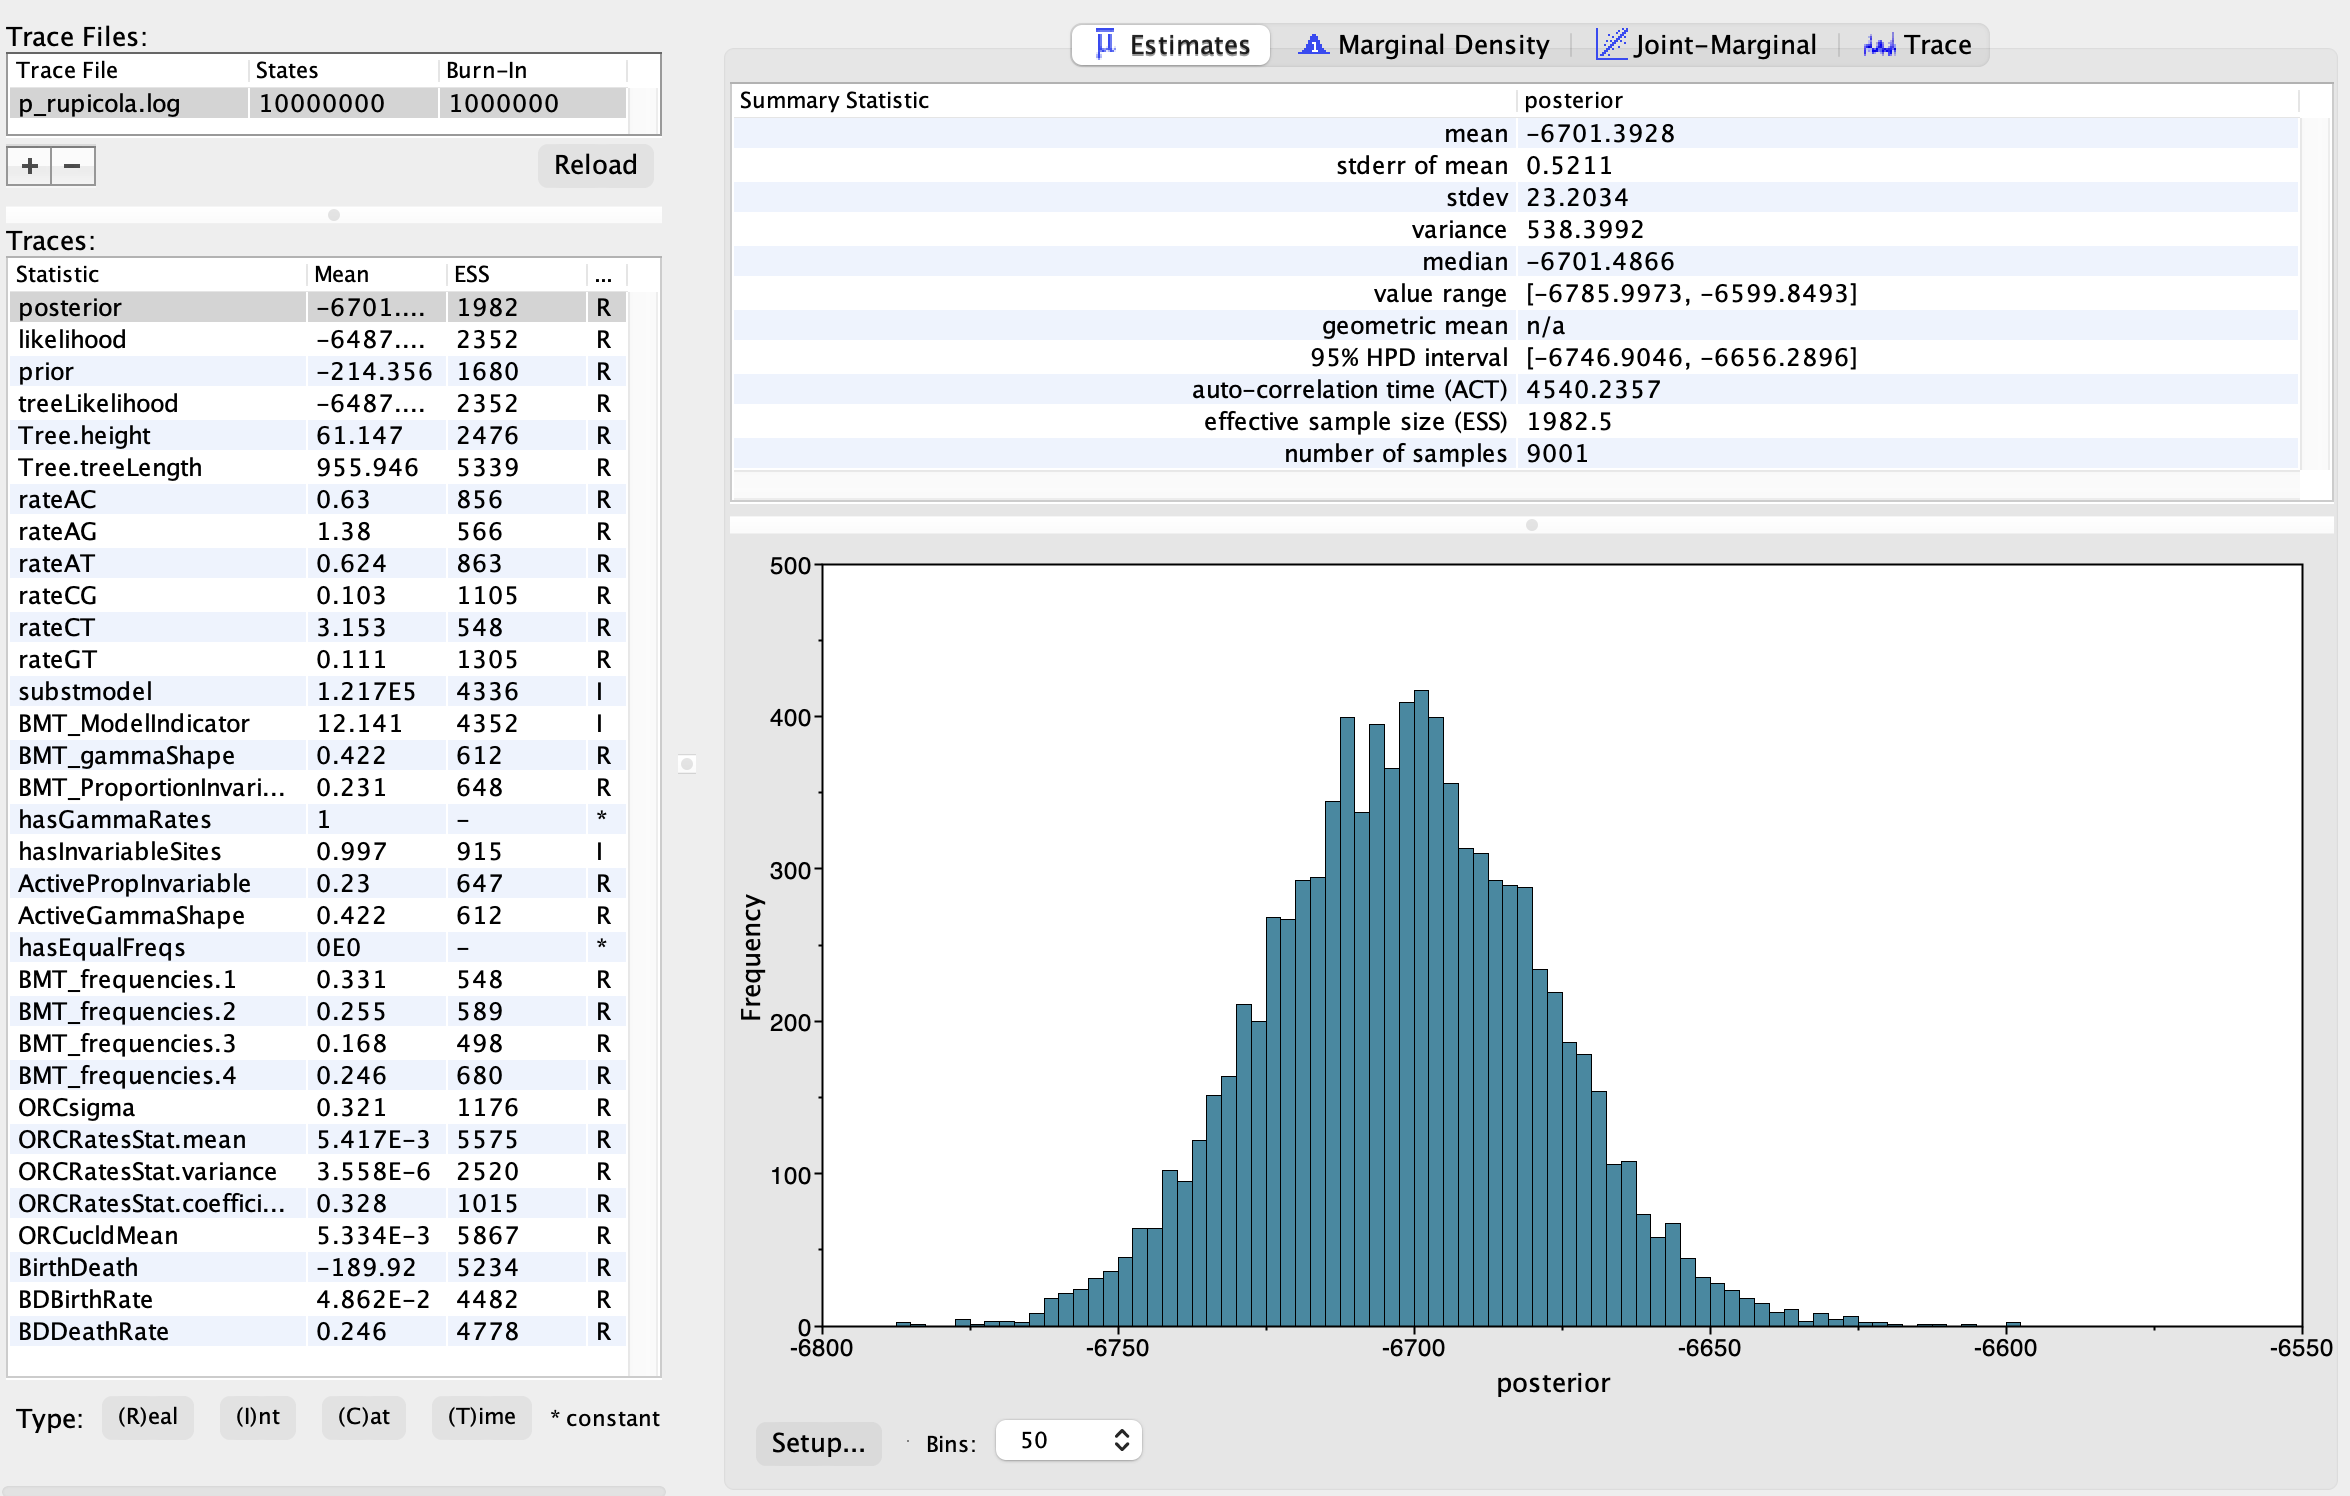 Trace Files:
Trace File States Burn-In
p_rupicola.log 10000000 1000000
+ − Reload
Traces:
Statistic Mean ESS ...
posterior −6701.... 1982 R
likelihood −6487.... 2352 R
prior −214.356 1680 R
treeLikelihood −6487.... 2352 R
Tree.height 61.147 2476 R
Tree.treeLength 955.946 5339 R
rateAC 0.63 856 R
rateAG 1.38 566 R
rateAT 0.624 863 R
rateCG 0.103 1105 R
rateCT 3.153 548 R
rateGT 0.111 1305 R
substmodel 1.217E5 4336 I
BMT_ModelIndicator 12.141 4352 I
BMT_gammaShape 0.422 612 R
BMT_ProportionInvari... 0.231 648 R
hasGammaRates 1 − *
hasInvariableSites 0.997 915 I
ActivePropInvariable 0.23 647 R
ActiveGammaShape 0.422 612 R
hasEqualFreqs 0E0 − *
BMT_frequencies.1 0.331 548 R
BMT_frequencies.2 0.255 589 R
BMT_frequencies.3 0.168 498 R
BMT_frequencies.4 0.246 680 R
ORCsigma 0.321 1176 R
ORCRatesStat.mean 5.417E−3 5575 R
ORCRatesStat.variance 3.558E−6 2520 R
ORCRatesStat.coeffici... 0.328 1015 R
ORCucldMean 5.334E−3 5867 R
BirthDeath −189.92 5234 R
BDBirthRate 4.862E−2 4482 R
BDDeathRate 0.246 4778 R
Type: (R)eal (I)nt (C)at (T)ime * constant
Estimates Marginal Density Joint-Marginal Trace
Summary Statistic posterior
mean −6701.3928
stderr of mean 0.5211
stdev 23.2034
variance 538.3992
median −6701.4866
value range [−6785.9973, −6599.8493]
geometric mean n/a
95% HPD interval [−6746.9046, −6656.2896]
auto-correlation time (ACT) 4540.2357
effective sample size (ESS) 1982.5
number of samples 9001
500
400
300
200
100
0
Frequency
-6800 -6750 -6700 -6650 -6600 -6550
posterior
Setup... Bins: 50